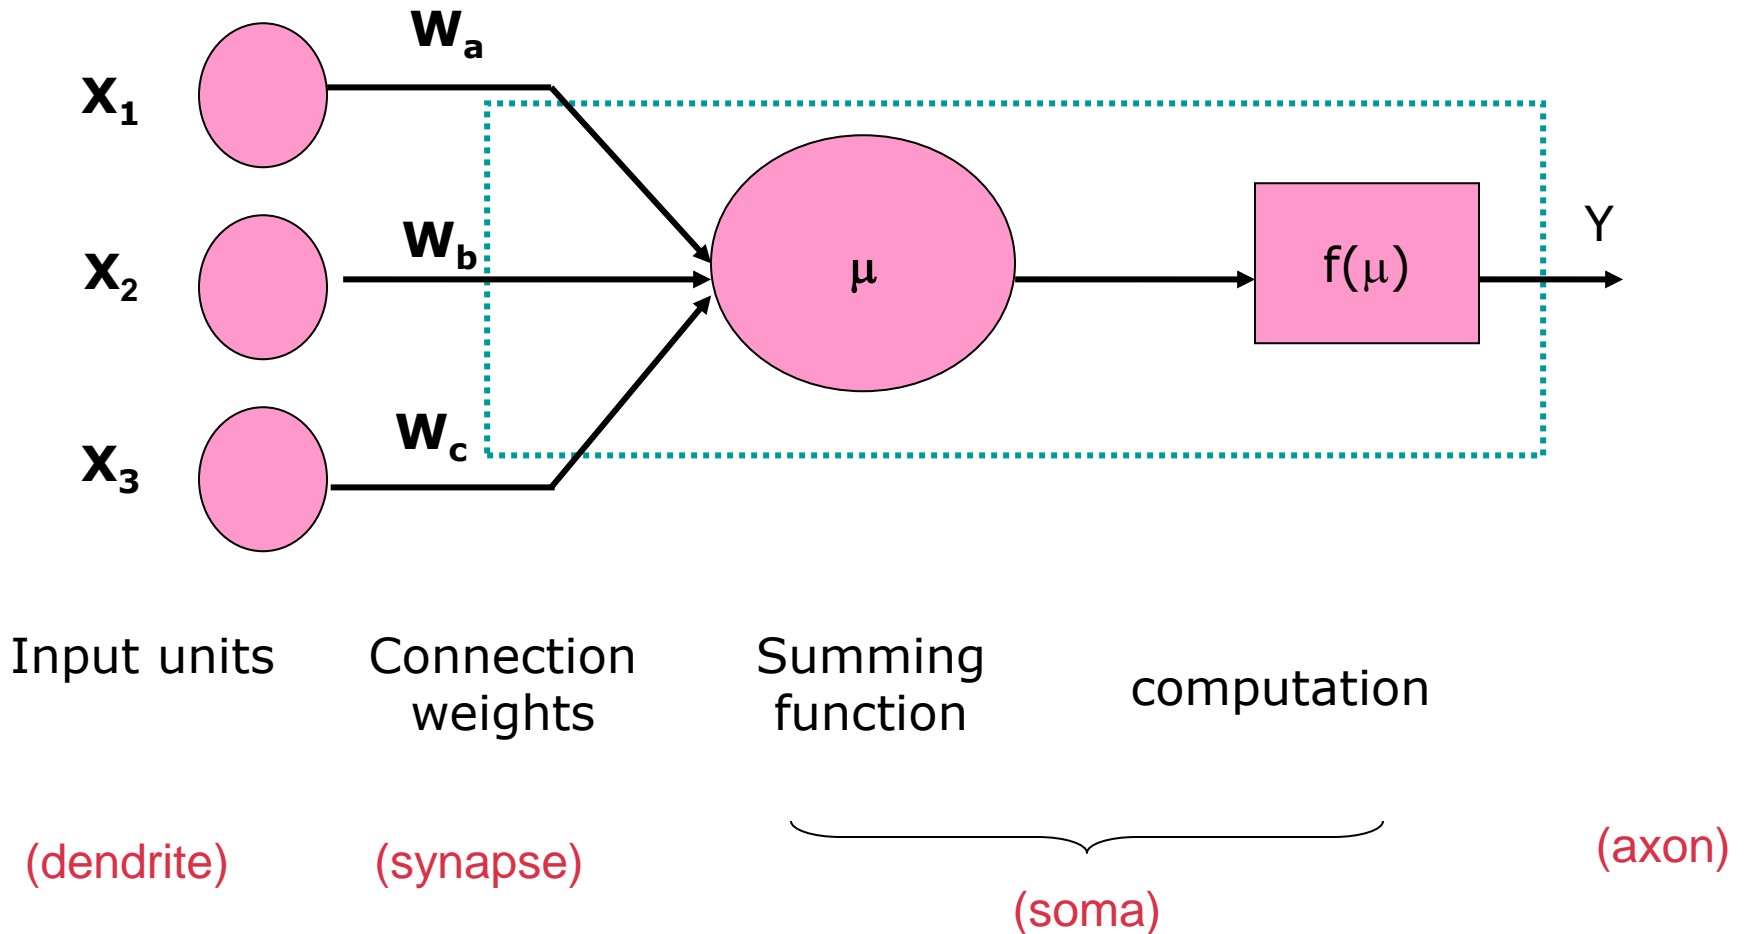 Wa
X1
Wb
X2
μ
f(μ)
Y
Wc
X3
Input units
Connection
weights
Summing
function
computation
(dendrite)
(synapse)
(soma)
(axon)